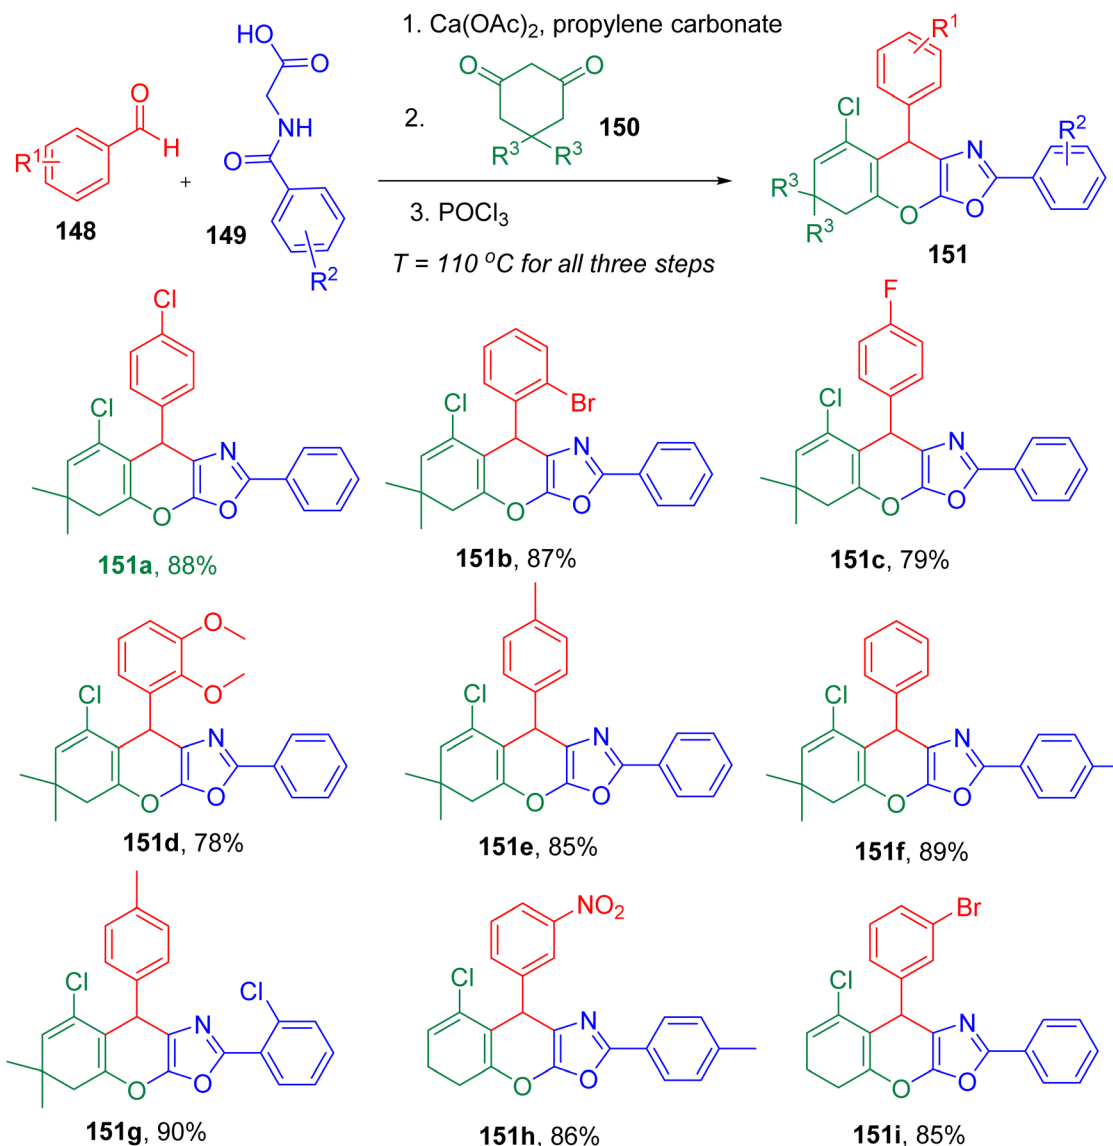 1. Ca(OAc)2, propylene carbonate
R1
HO
O
O
O
O
Cl
O
H
R1
NH
2.
150
R3 R3
N
R2
O
+
R3
R3
O
O
148
149
3. POCl3
151
R2
T = 110 °C for all three steps
Cl
Cl
N
O
O
151a, 88%
Br
Cl
N
O
O
151b, 87%
F
Cl
N
O
O
151c, 79%
O
O
Cl
N
O
O
151d, 78%
Cl
N
O
O
151e, 85%
Cl
N
O
O
151f, 89%
Cl
Cl
N
O
O
151g, 90%
NO2
Cl
N
O
O
151h, 86%
Br
Cl
N
O
O
151i, 85%